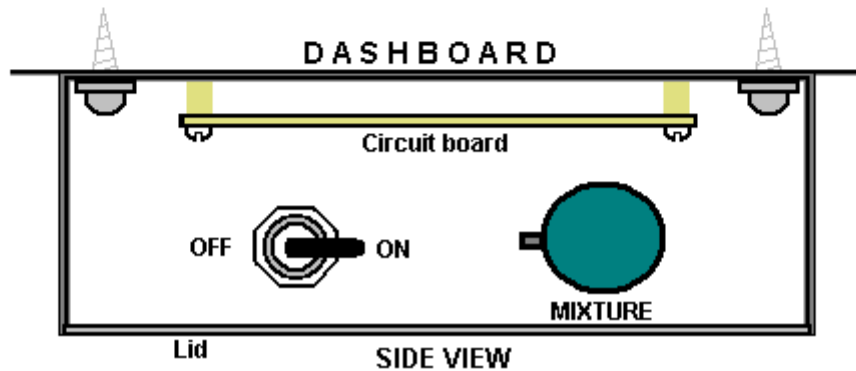 DASHBOARD
Circuit board
OFF
ON
MIXTURE
Lid
SIDE VIEW